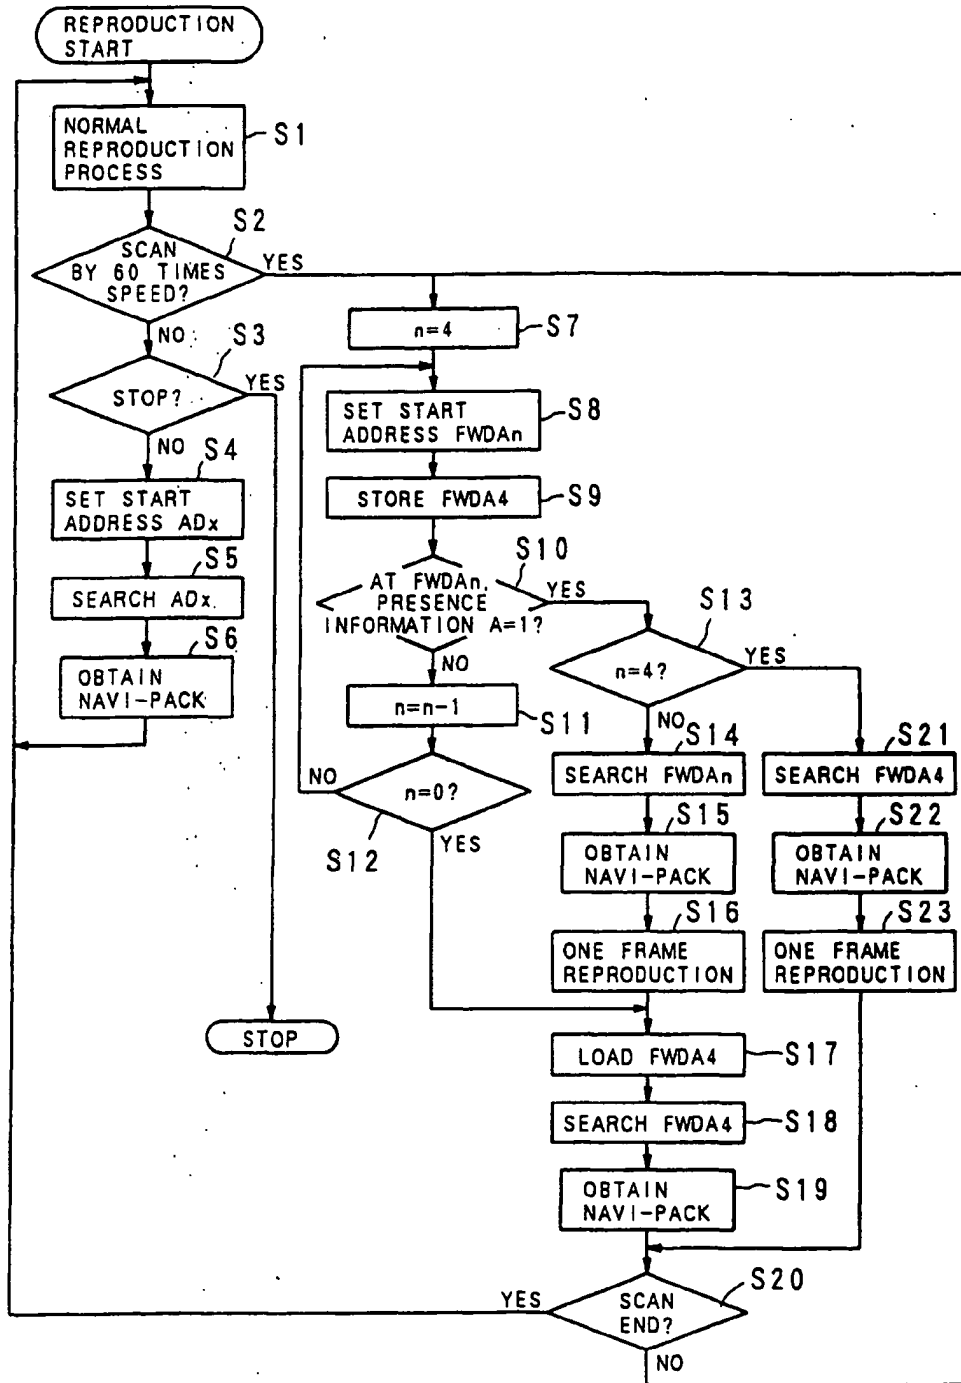 REPRODUCTION
START
NORMAL
REPRODUCTION
PROCESS
S1
SCAN
BY 60 TIMES
SPEED?
S2
YES
NO
S3
STOP?
YES
NO
S4
SET START
ADDRESS ADx
S5
SEARCH ADx
S6
OBTAIN
NAVI-PACK
STOP
n=4
S7
SET START
ADDRESS FWDAn
S8
STORE FWDA4
S9
AT FWDAn,
PRESENCE
INFORMATION A=1?
S10
YES
NO
n=n-1
S11
n=0?
NO
S12
YES
S13
n=4?
YES
NO
S14
SEARCH FWDAn
S15
OBTAIN
NAVI-PACK
S16
ONE FRAME
REPRODUCTION
S21
SEARCH FWDA4
S22
OBTAIN
NAVI-PACK
S23
ONE FRAME
REPRODUCTION
LOAD FWDA4
S17
SEARCH FWDA4
S18
OBTAIN
NAVI-PACK
S19
SCAN
END?
S20
YES
NO